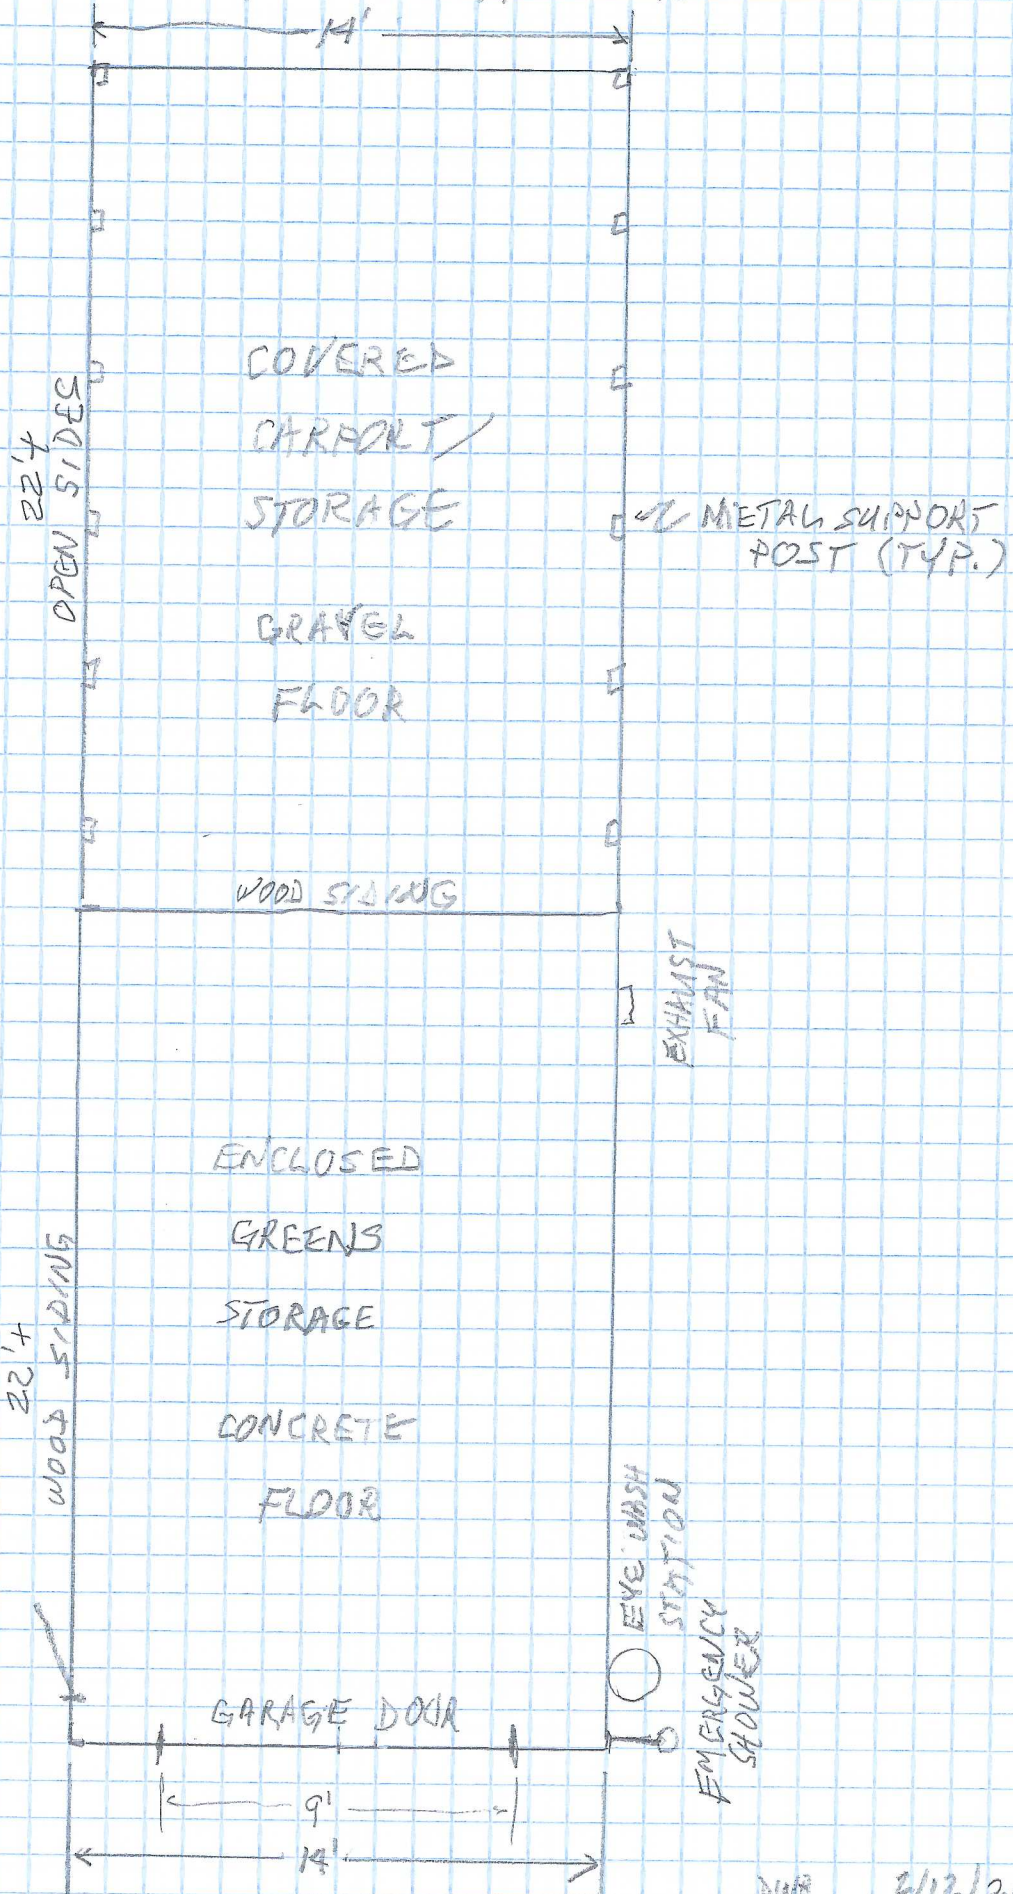 14'
COVERED
CARPORT/
STORAGE
GRAVEL
FLOOR
22'±
OPEN SIDES
METAL SUPPORT
POST (TYP.)
WOOD SIDING
EXHAUST
FAN
ENCLOSED
GREENS
STORAGE
CONCRETE
FLOOR
22'±
WOOD SIDING
EYE WASH
STATION
EMERGENCY
SHOWER
GARAGE DOOR
9'
14'